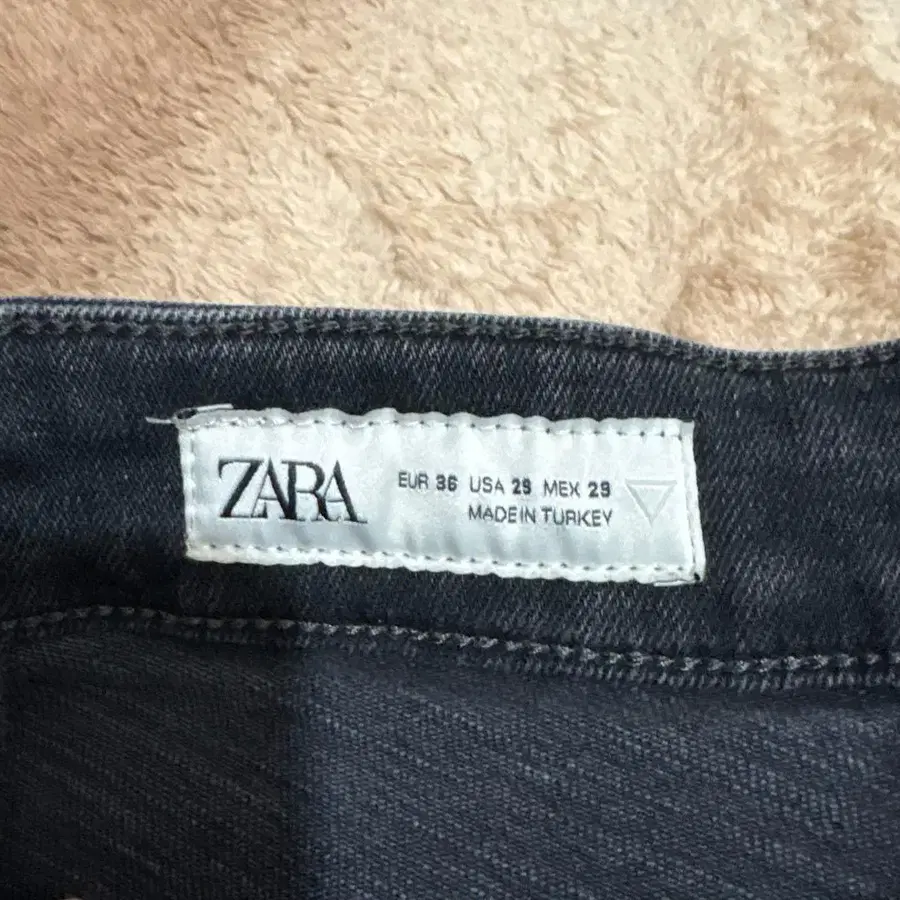 ZARA
EUR 36 USA 29 MEX 29
MADE IN TURKEY